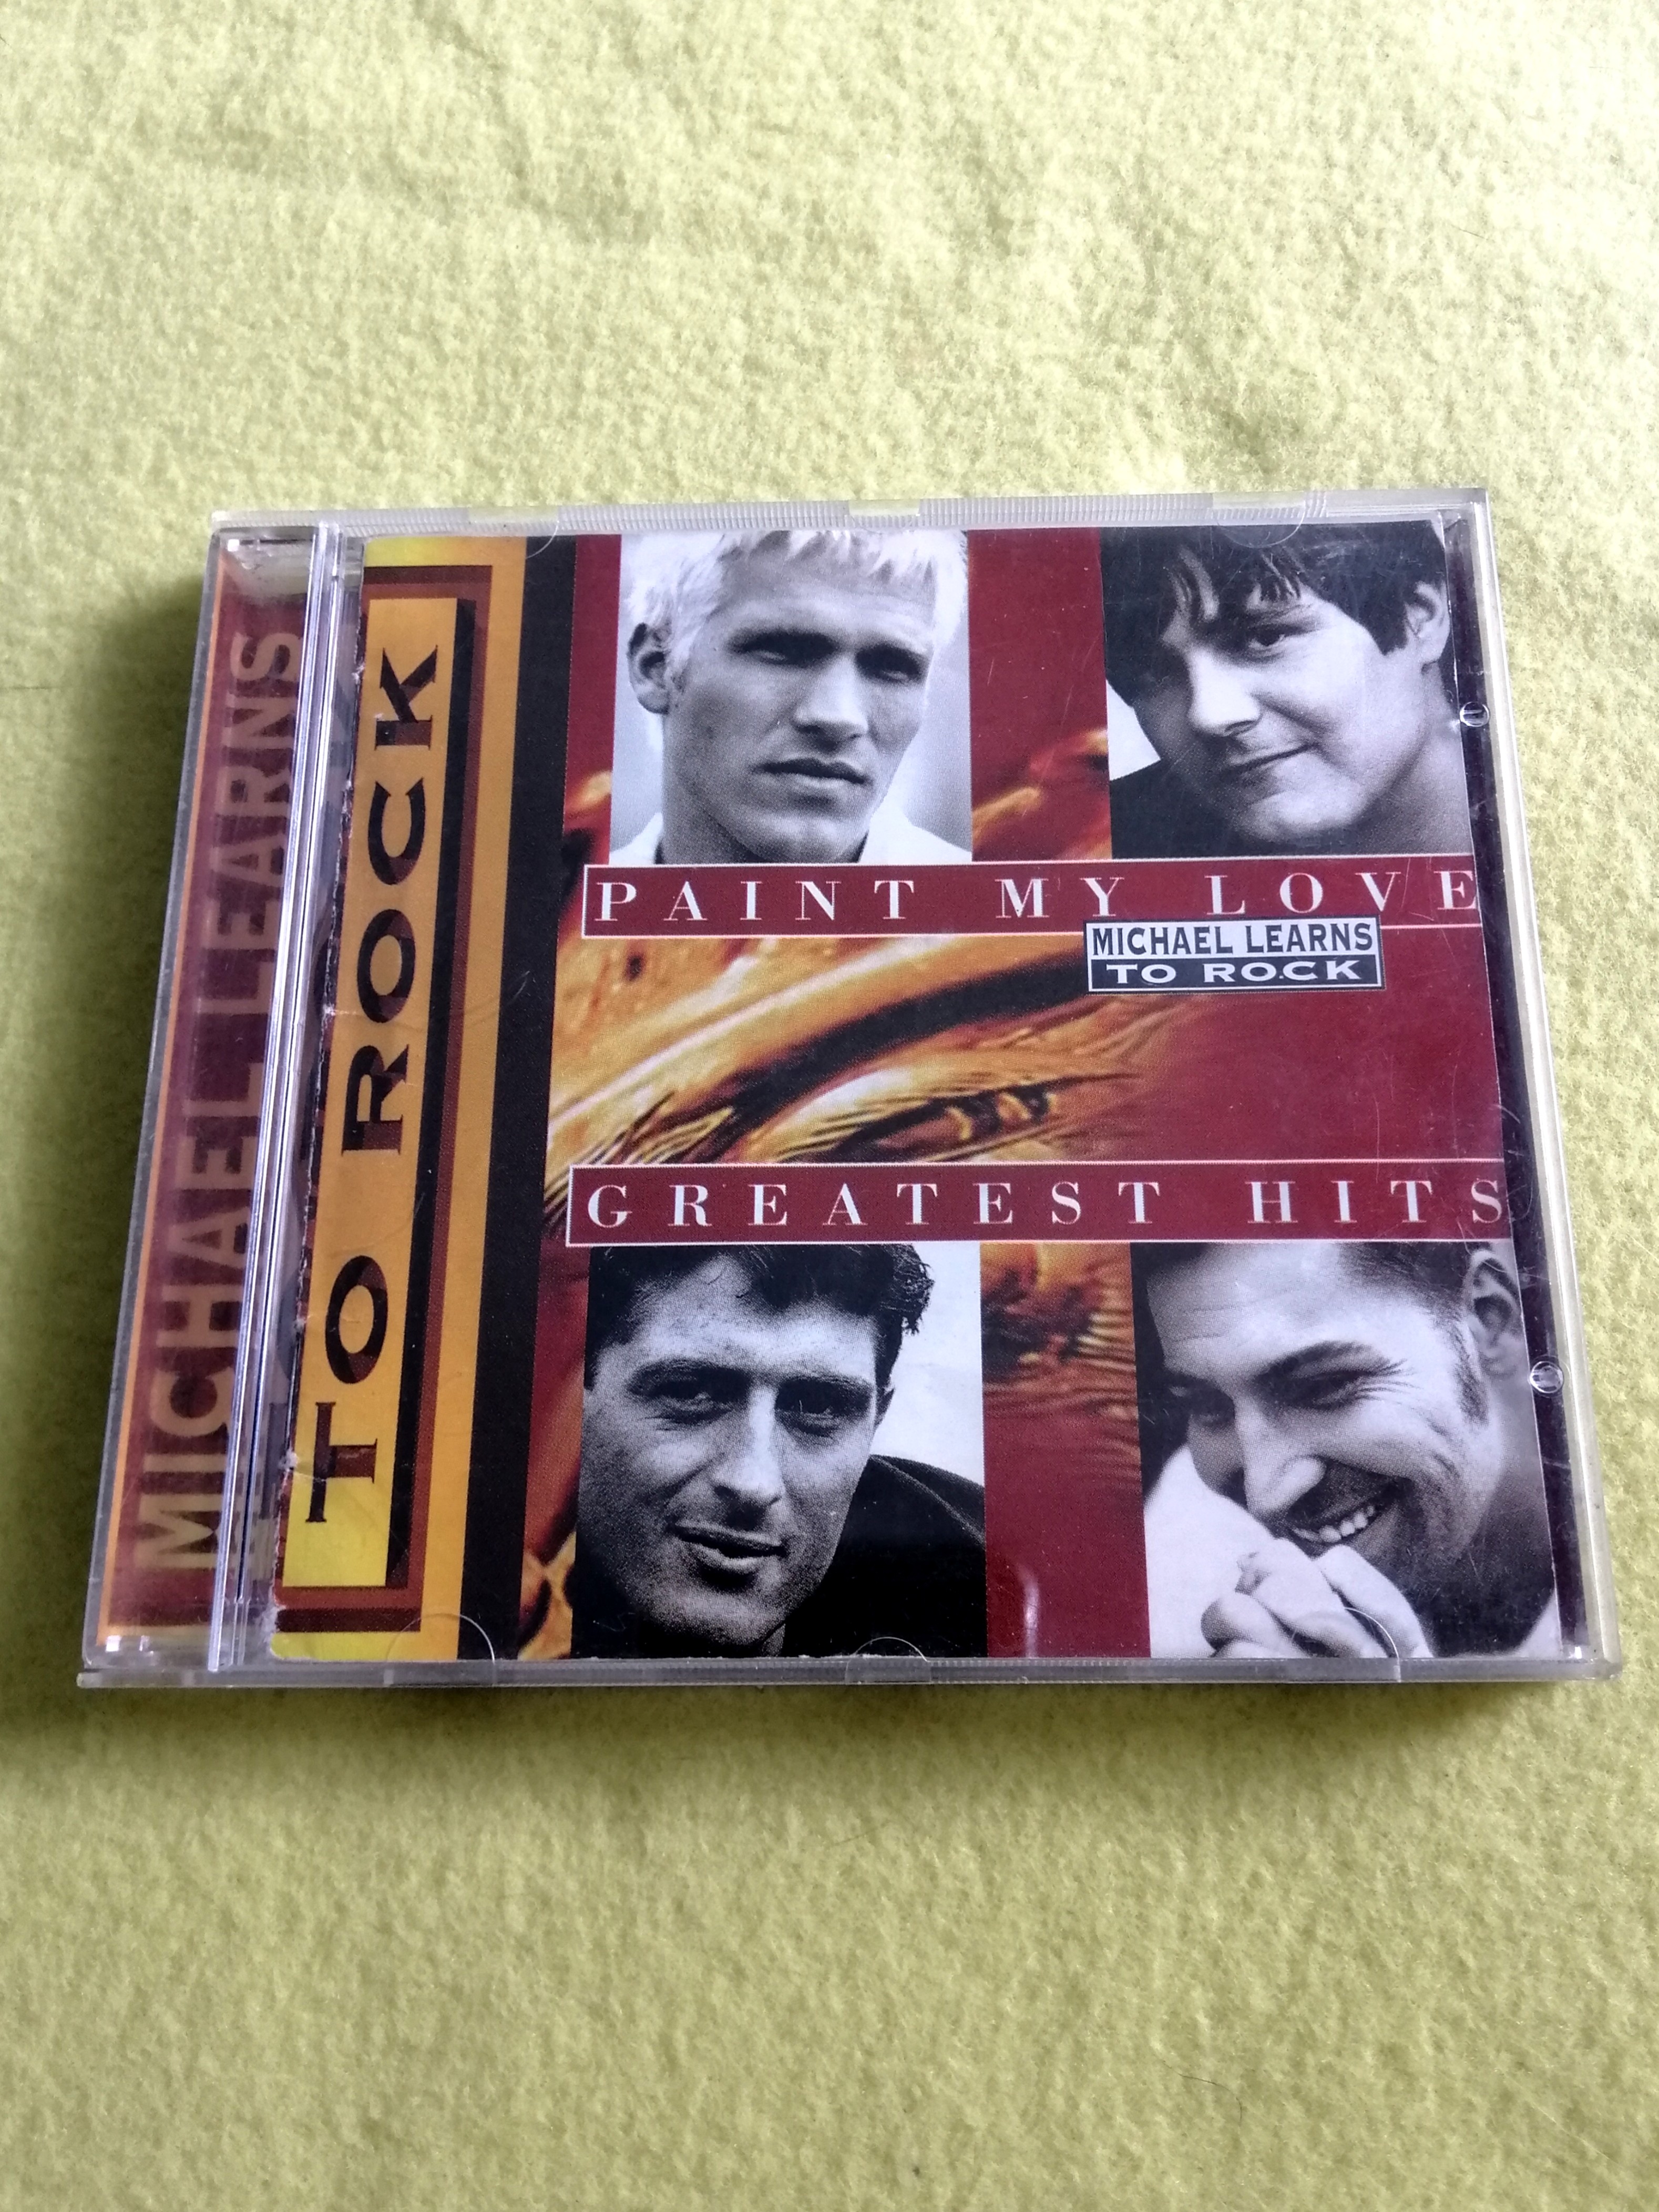 MICHAEL LEARNS
TO ROCK
PAINT MY LOVE
MICHAEL LEARNS
TO ROCK
GREATEST HITS